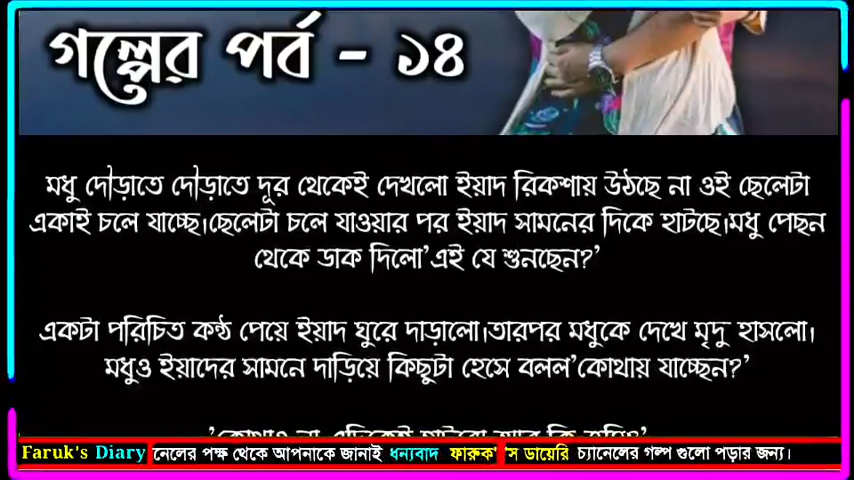 গল্পের পর্ব - ১৪
মধু দৌড়াতে দৌড়াতে দূর থেকেই দেখলো ইয়াদ রিকশায় উঠছে না ওই ছেলেটা
একাই চলে যাচ্ছে।ছেলেটা চলে যাওয়ার পর ইয়াদ সামনের দিকে হাটছে।মধু পেছন
থেকে ডাক দিলো'এই যে শুনছেন?'
একটা পরিচিত কন্ঠ পেয়ে ইয়াদ ঘুরে দাড়ালো।তারপর মধুকে দেখে মৃদু হাসলো।
মধুও ইয়াদের সামনে দাড়িয়ে কিছুটা হেসে বলল'কোথায় যাচ্ছেন?'
Faruk's Diary নেলের পক্ষ থেকে আপনাকে জানাই ধন্যবাদ ফারুক'স ডায়েরি চ্যানেলের গল্প গুলো পড়ার জন্য।